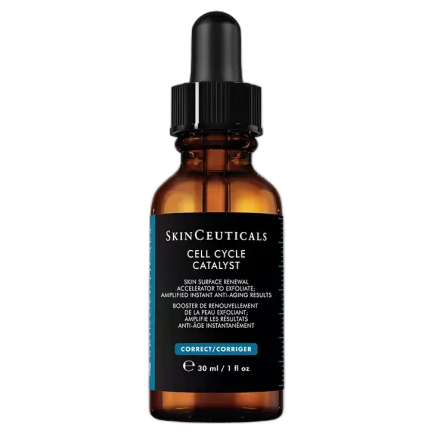 SKINCEUTICALS
CELL CYCLE
CATALYST
SKIN SURFACE RENEWAL
ACCELERATOR TO EXFOLIATE;
AMPLIFIED INSTANT ANTI-AGING RESULTS
BOOSTER DE RENOUVELLEMENT
DE LA PEAU EXFOLIANT;
AMPLIFIE LES RÉSULTATS
ANTI-ÂGE INSTANTANÉMENT
CORRECT/CORRIGER
℮ 30 ml / 1 fl oz